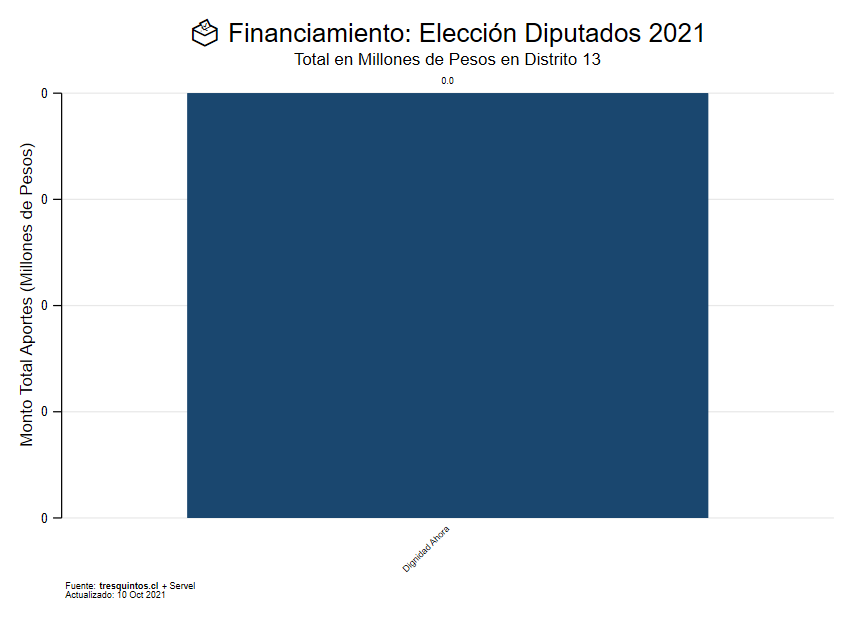 Financiamiento: Elección Diputados 2021
Total en Millones de Pesos en Distrito 13
0.0
Monto Total Aportes (Millones de Pesos)
0
0
0
0
0
Dignidad Ahora
Fuente: tresquintos.cl + Servel
Actualizado: 10 Oct 2021